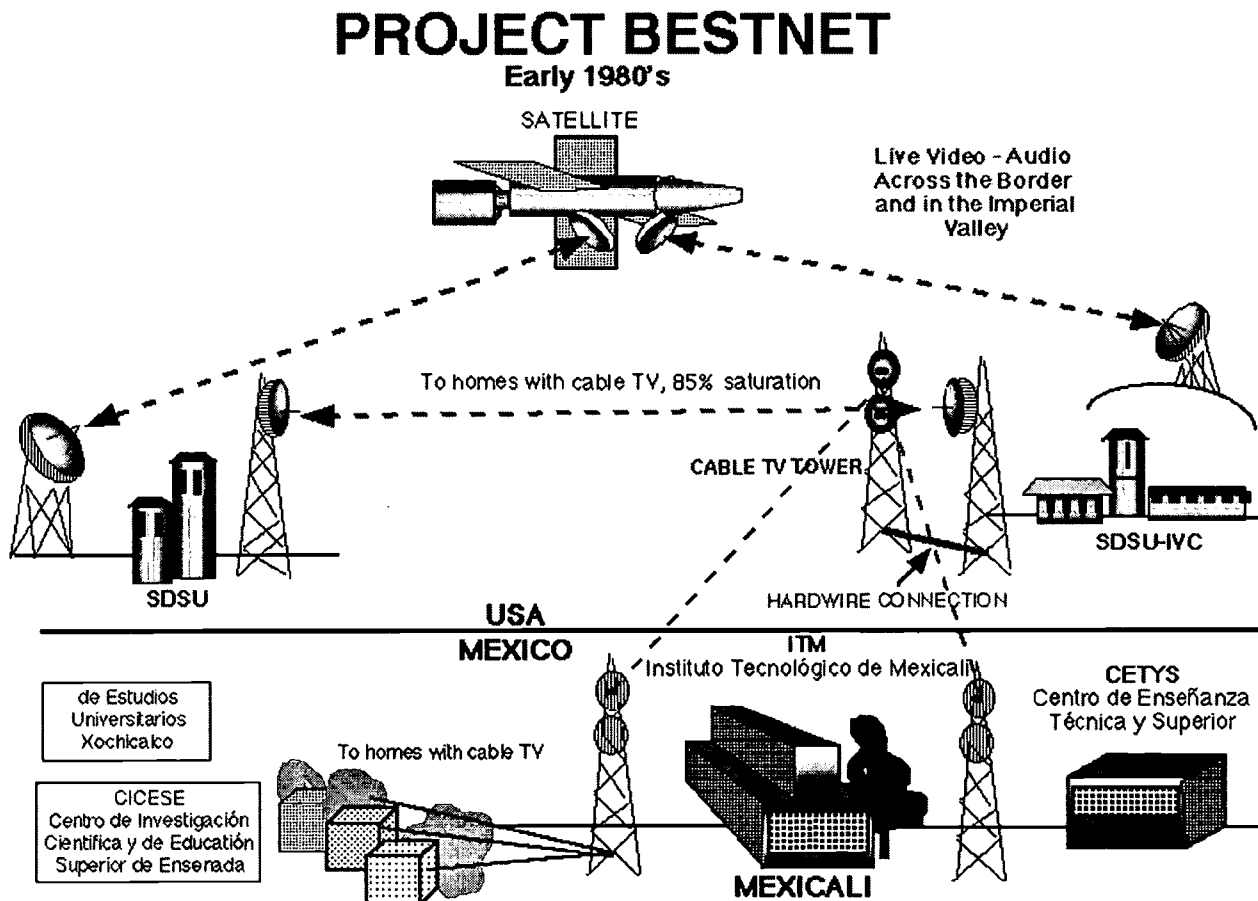 PROJECT BESTNET
Early 1980's
SATELLITE
Live Video - Audio
Across the Border
and in the Imperial
Valley
To homes with cable TV, 85% saturation
CABLE TV TOWER
SDSU
SDSU-IVC
HARDWIRE CONNECTION
USA
MEXICO
ITM
Instituto Tecnológico de Mexicali
CETYS
Centro de Enseñanza
Técnica y Superior
de Estudios
Universitarios
Xochicalco
To homes with cable TV
CICESE
Centro de Investigación
Científica y de Educatión
Superior de Ensenada
MEXICALI